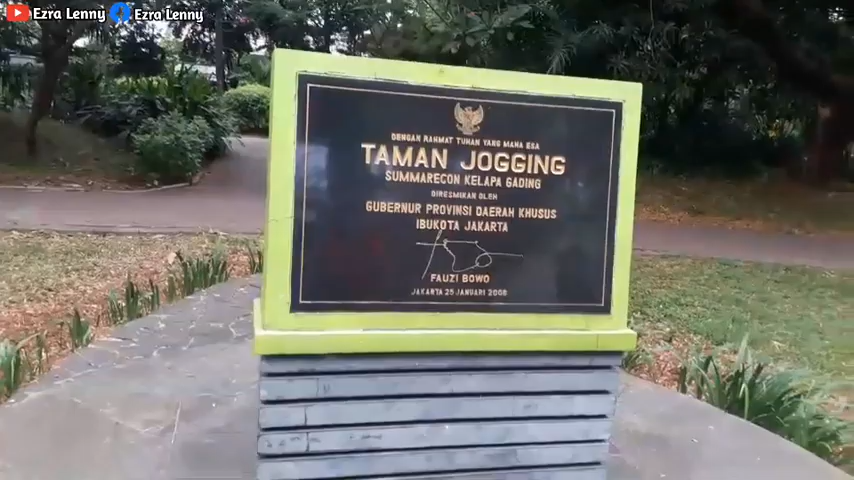 Ezra Lenny Ezra Lenny
DENGAN RAHMAT TUHAN YANG MAHA ESA
TAMAN JOGGING
SUMMARECON KELAPA GADING
DIRESMIKAN OLEH
GUBERNUR PROVINSI DAERAH KHUSUS
IBUKOTA JAKARTA
FAUZI BOWO
JAKARTA 25 JANUARI 2008